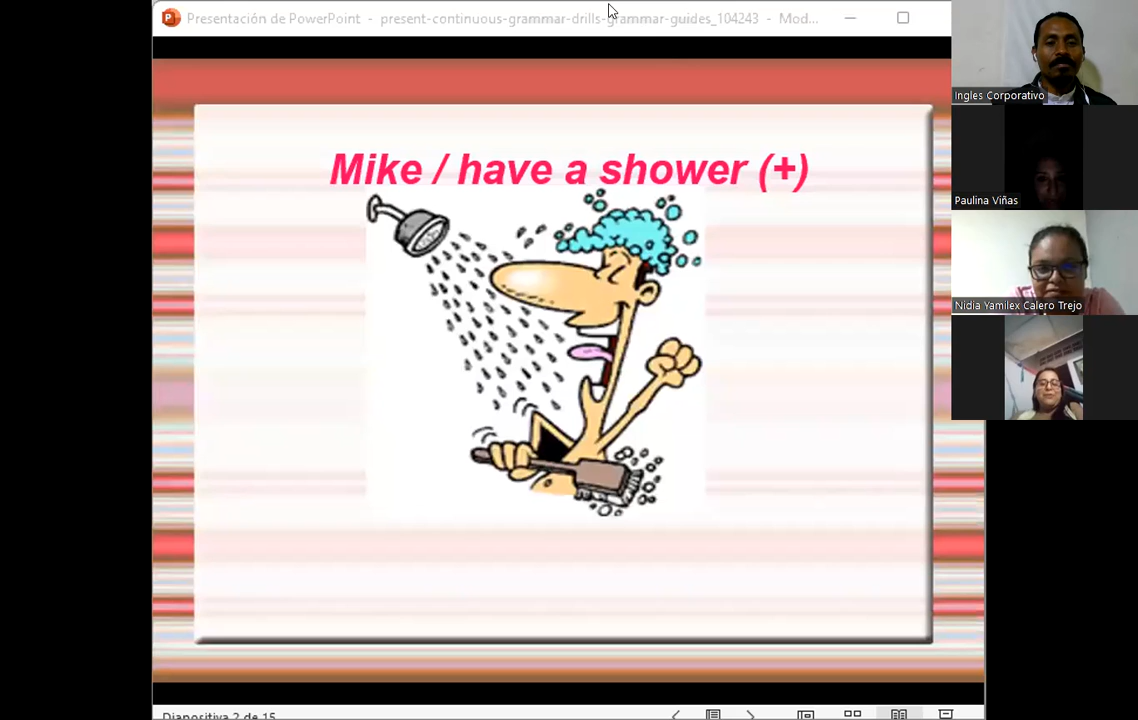 Presentación de PowerPoint - present-continuous-grammar-drills-grammar-guides_104243 - Mod...
Ingles Corporativo
Paulina Viñas
Nidia Yamilex Calero Trejo
Mike / have a shower (+)
Diapositiva 2 de 15